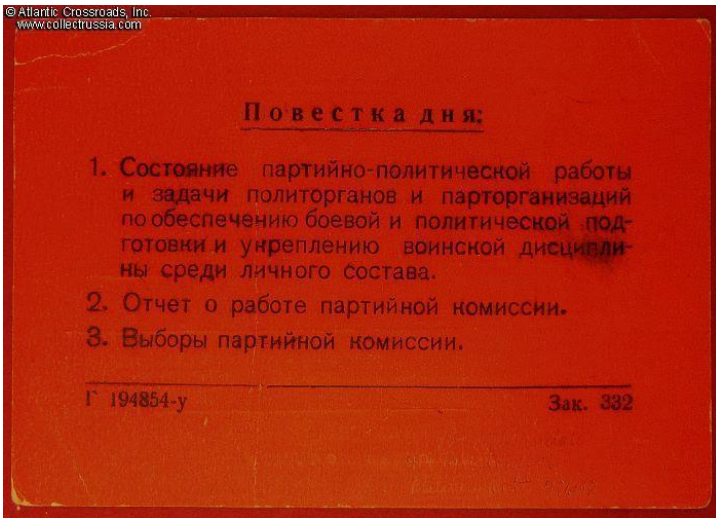 © Atlantic Crossroads, Inc.
www.collectrussia.com
Повестка дня:
1. Состояние партийно-политической работы
и задачи политорганов и парторганизаций
по обеспечению боевой и политической под-
готовки и укреплению воинской дисципли-
ны среди личного состава.
2. Отчет о работе партийной комиссии.
3. Выборы партийной комиссии.
Г 194854-у Зак. 332